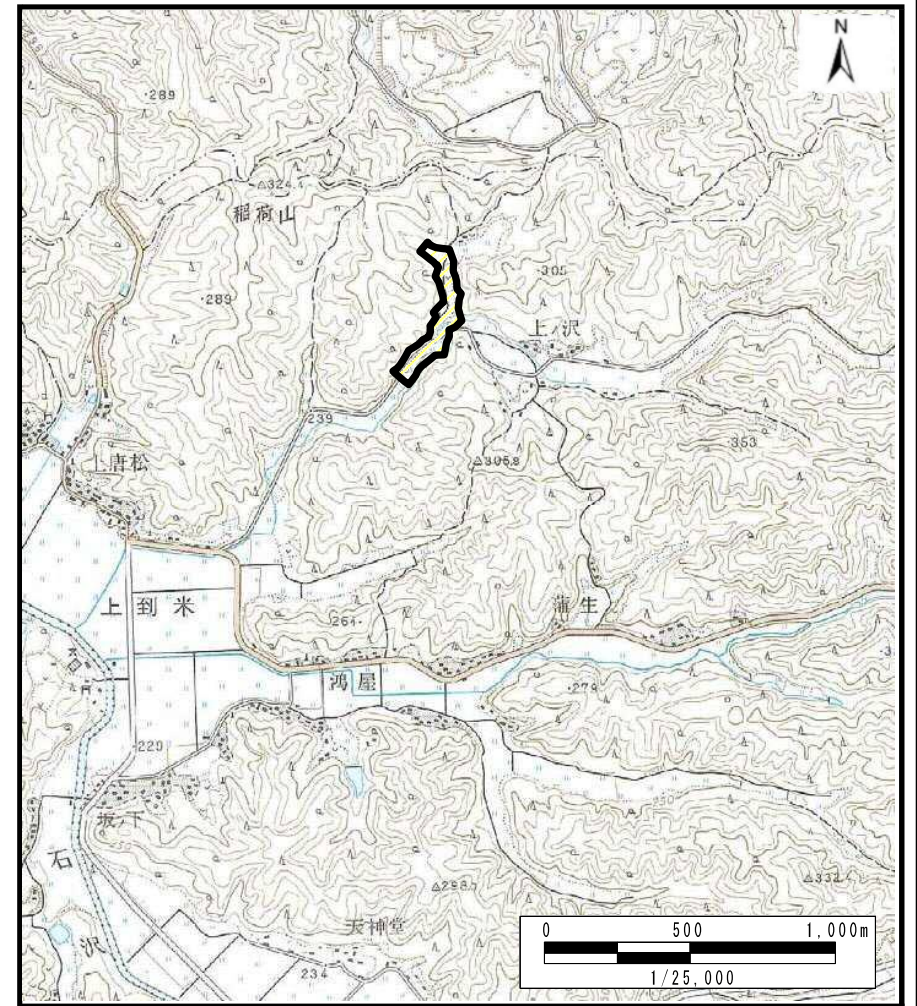 N
・289
△324.4
稲荷山
・305
・289
上ノ沢
239
・353
△305.8
上唐松
上到米
264・
蒲生
鴻屋
・279
・229
坂ノ下
石
沢
△298
△332
天神堂
234
0 500 1,000m
1/25,000